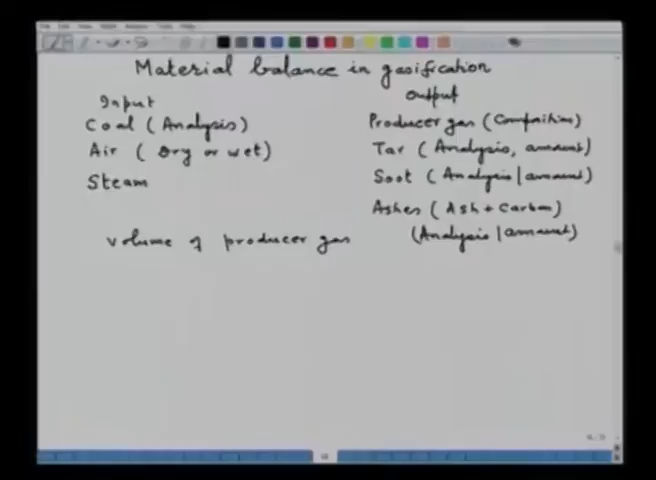 Material balance in gasification
Input
Output
Coal (Analysis)
Producer gas (Composition)
Air ( Dry or wet)
Tar ( Analysis, amount)
Steam
Soot ( Analysis | amount)
Ashes ( Ash + Carbon)
Volume of producer gas
(Analysis | amount)